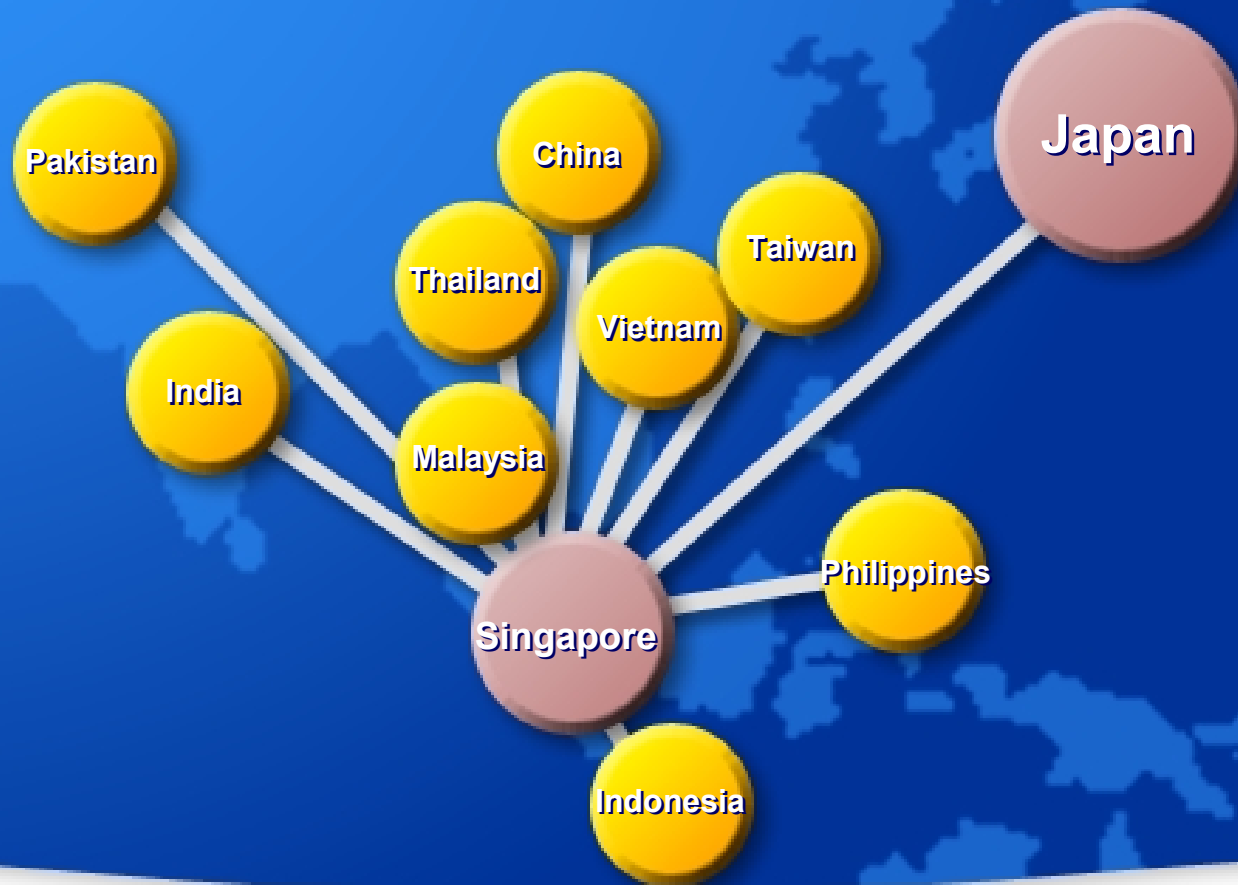 Japan
China
Pakistan
Taiwan
Thailand
Vietnam
India
Malaysia
Philippines
Singapore
Indonesia